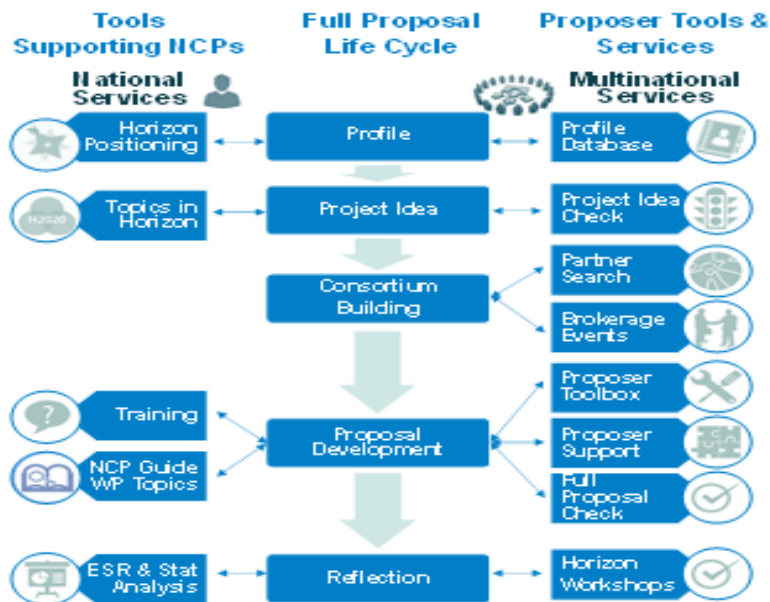 Tools
Supporting NCPs
Full Proposal
Life Cycle
Proposer Tools &
Services
National
Services
Multinational
Services
Horizon
Positioning
Profile
Profile
Database
H2020
Topics in
Horizon
Project Idea
Project Idea
Check
Consortium
Building
Partner
Search
Brokerage
Events
?
Training
NCP Guide
WP Topics
Proposal
Development
Proposer
Toolbox
Proposer
Support
Full
Proposal
Check
ESR & Stat
Analysis
Reflection
Horizon
Workshops